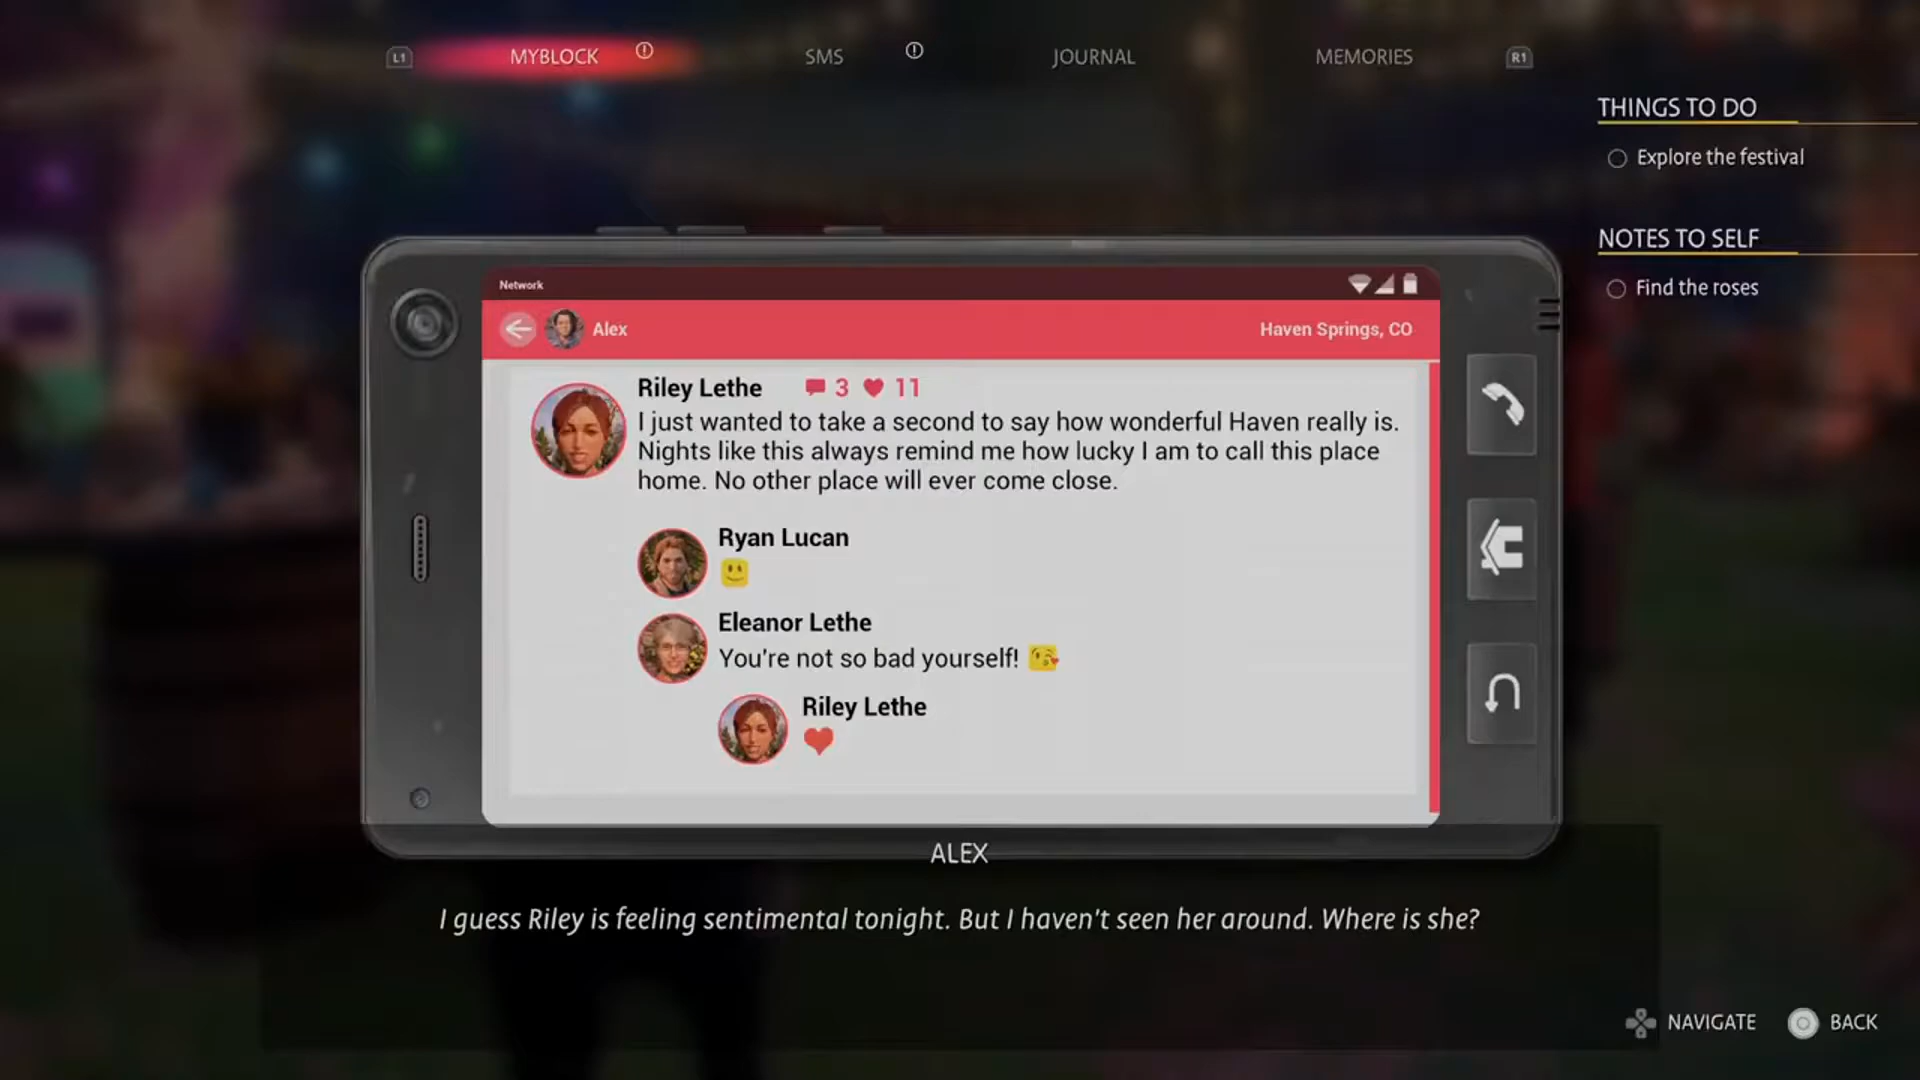 L1 MYBLOCK SMS JOURNAL MEMORIES R1
THINGS TO DO
Explore the festival
NOTES TO SELF
Find the roses
Network
Alex Haven Springs, CO
Riley Lethe 3 11
I just wanted to take a second to say how wonderful Haven really is.
Nights like this always remind me how lucky I am to call this place
home. No other place will ever come close.
Ryan Lucan
Eleanor Lethe
You're not so bad yourself!
Riley Lethe
ALEX
I guess Riley is feeling sentimental tonight. But I haven't seen her around. Where is she?
NAVIGATE BACK